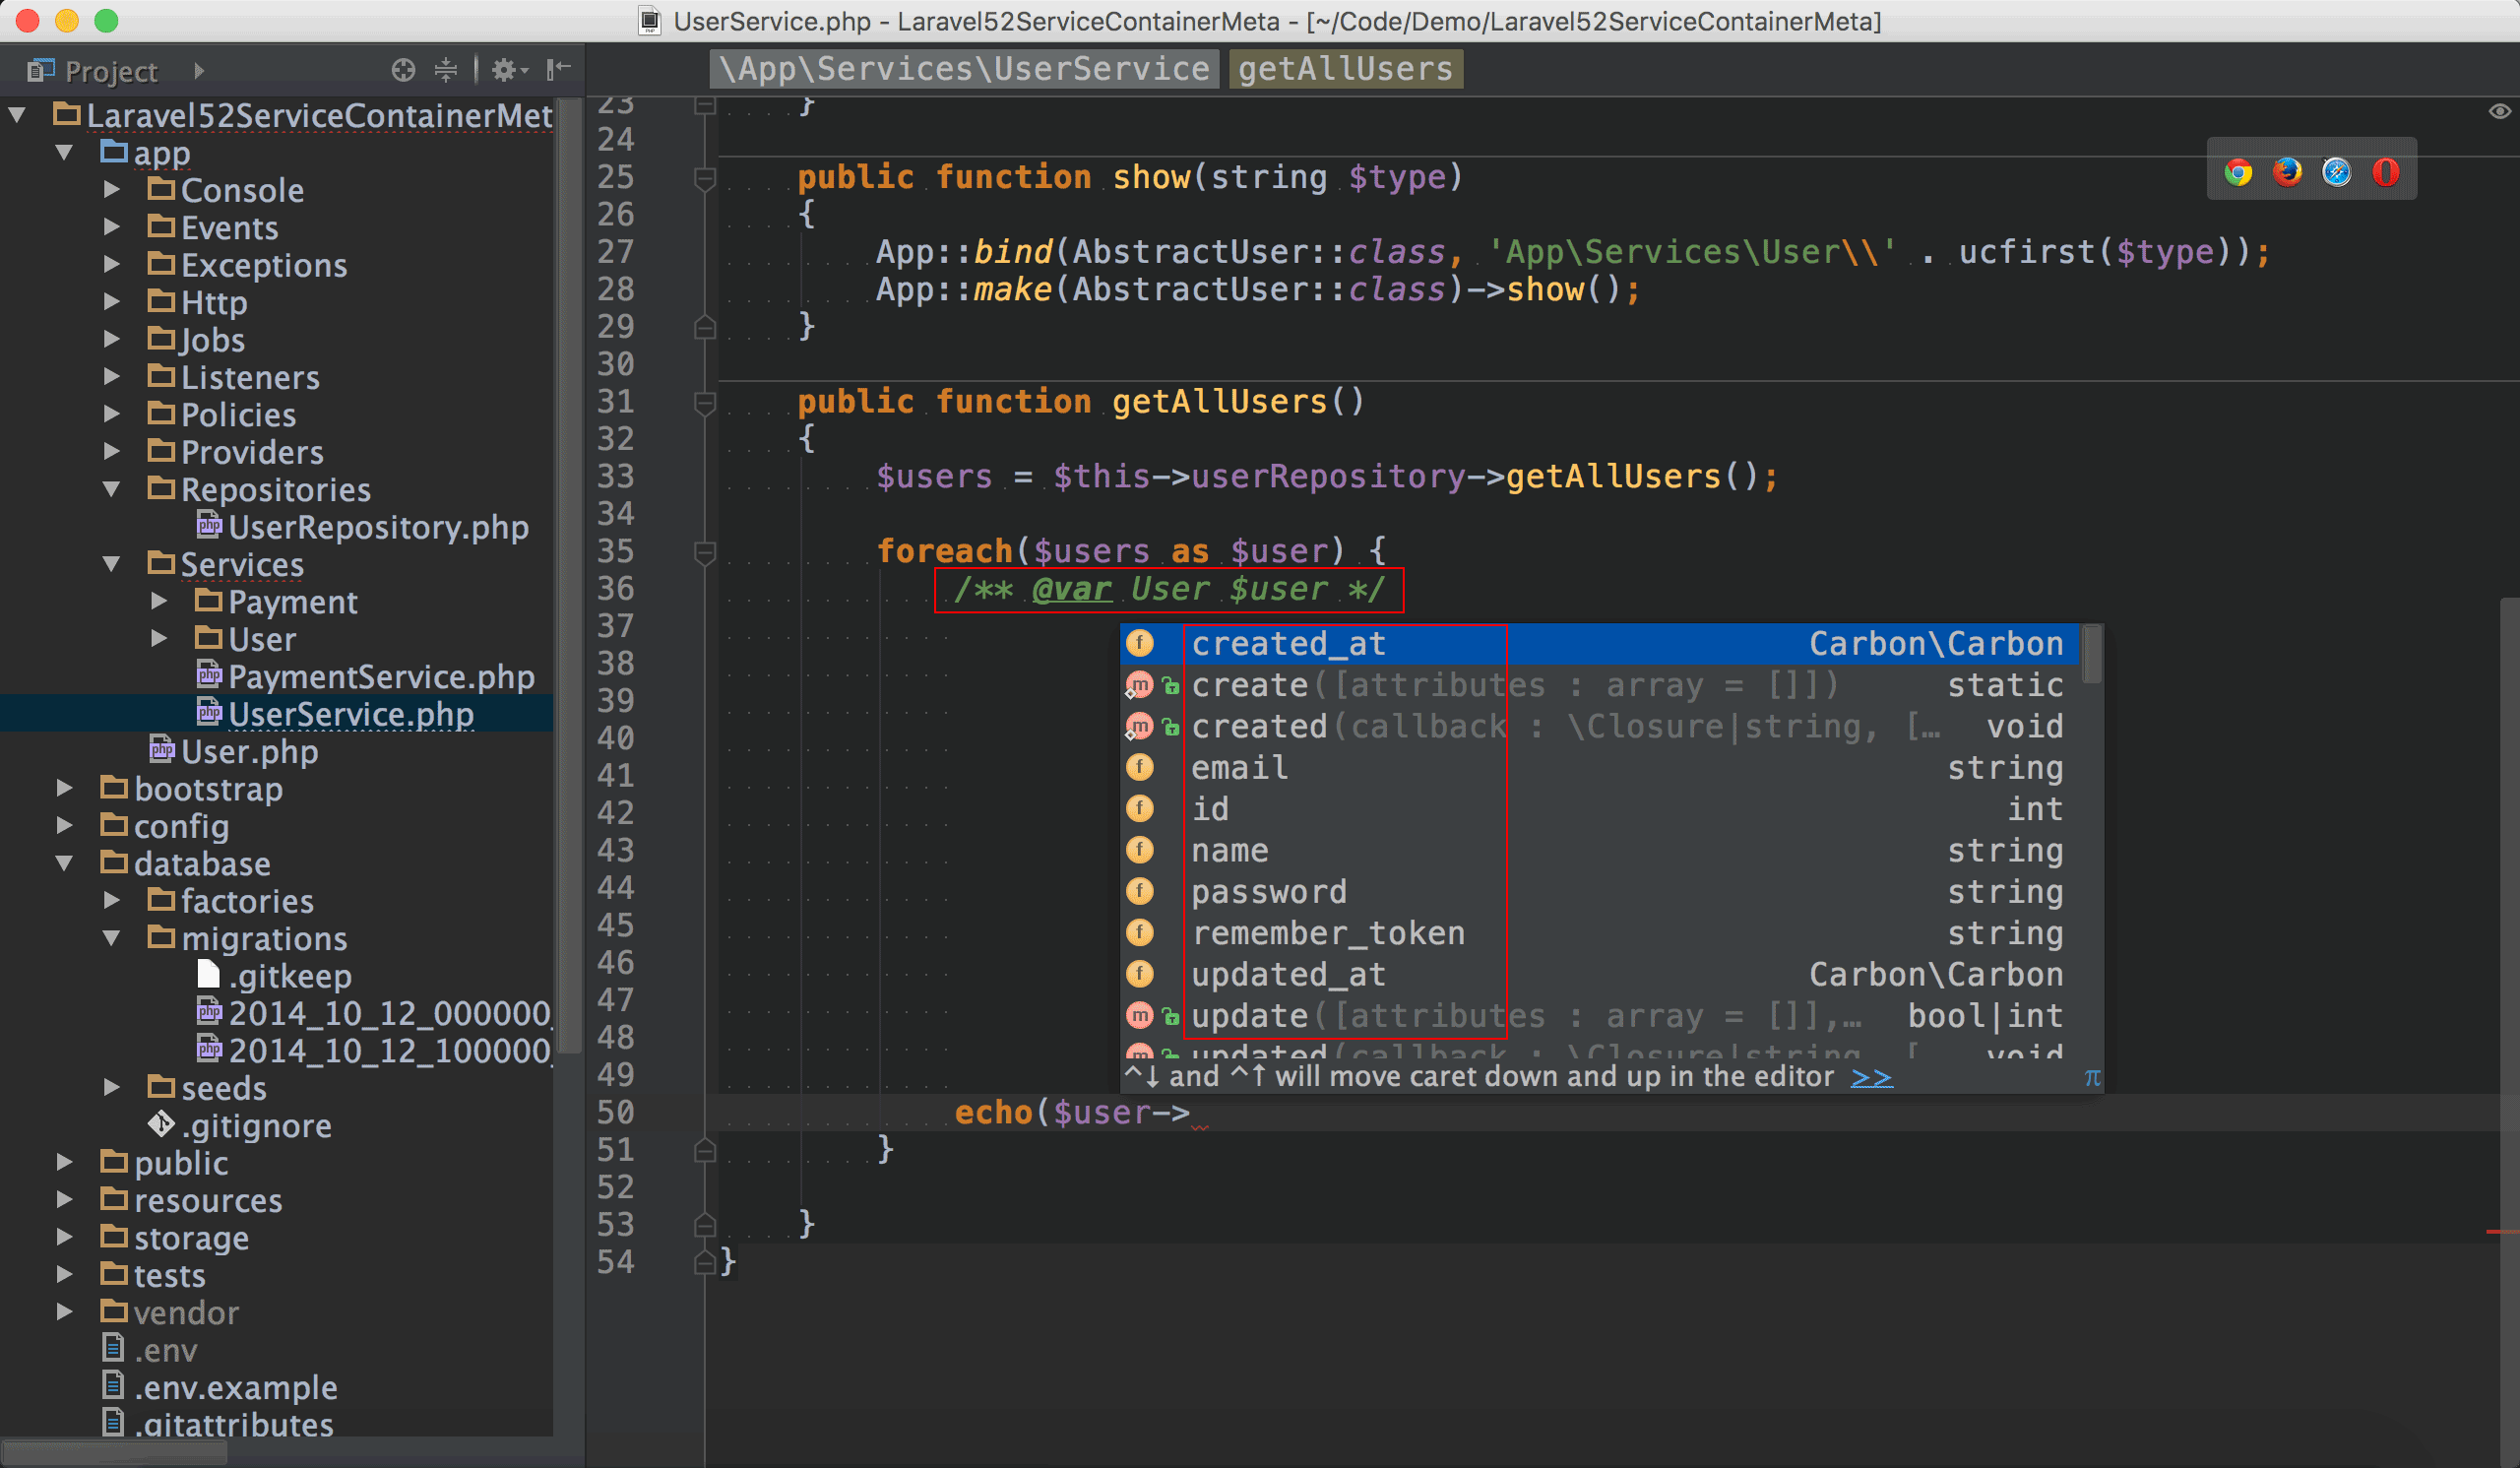 UserService.php - Laravel52ServiceContainerMeta - [~/Code/Demo/Laravel52ServiceContainerMeta]
Project
Laravel52ServiceContainerMet
app
Console
Events
Exceptions
Http
Jobs
Listeners
Policies
Providers
Repositories
UserRepository.php
Services
Payment
User
PaymentService.php
UserService.php
User.php
bootstrap
config
database
factories
migrations
.gitkeep
2014_10_12_000000_
2014_10_12_100000_
seeds
.gitignore
public
resources
storage
tests
vendor
.env
.env.example
.gitattributes
\App\Services\UserService getAllUsers
23 }
24
25 public function show(string $type)
26 {
27 App::bind(AbstractUser::class, 'App\Services\User\\' . ucfirst($type));
28 App::make(AbstractUser::class)->show();
29 }
30
31 public function getAllUsers()
32 {
33 $users = $this->userRepository->getAllUsers();
34
35 foreach($users as $user) {
36 /** @var User $user */
37
38
39
40
41
42
43
44
45
46
47
48
49
created_at Carbon\Carbon
create([attributes : array = []]) static
created(callback : \Closure|string, [… void
email string
id int
name string
password string
remember_token string
updated_at Carbon\Carbon
update([attributes : array = []],… bool|int
updated(callback : \Closure|string, [ void
^↓ and ^↑ will move caret down and up in the editor >> π
50 echo($user->
51 }
52
53 }
54 }